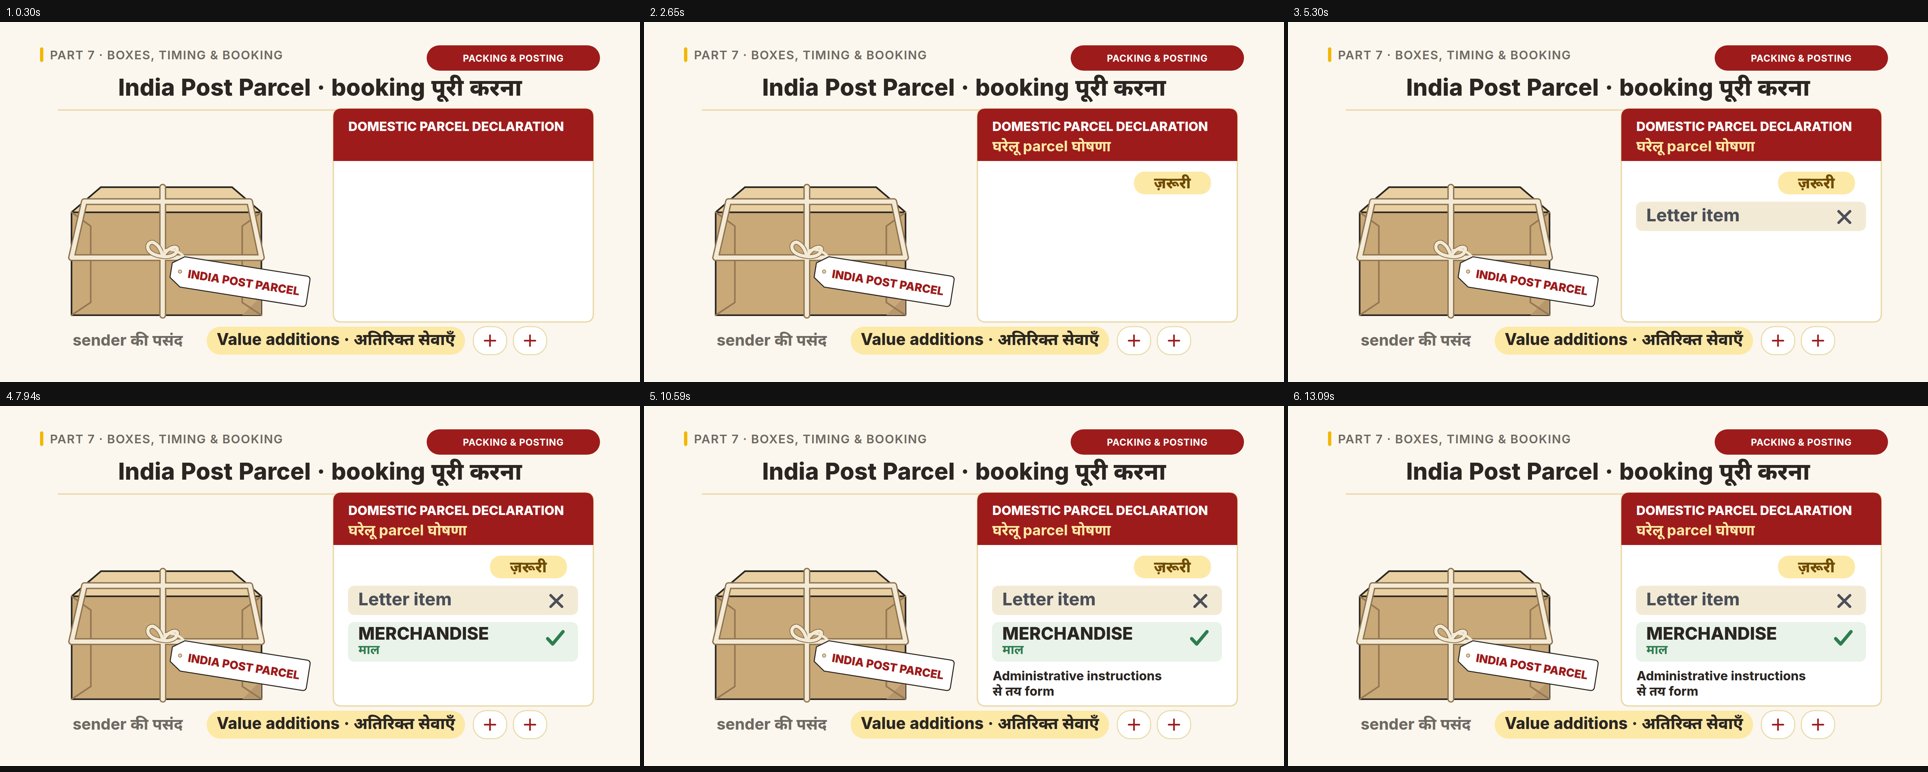 1. 0.30s
PART 7 · BOXES, TIMING & BOOKING
PACKING & POSTING
India Post Parcel · booking पूरी करना
DOMESTIC PARCEL DECLARATION
INDIA POST PARCEL
sender की पसंद
Value additions · अतिरिक्त सेवाएँ
+ +
2. 2.65s
PART 7 · BOXES, TIMING & BOOKING
PACKING & POSTING
India Post Parcel · booking पूरी करना
DOMESTIC PARCEL DECLARATION
घरेलू parcel घोषणा
ज़रूरी
INDIA POST PARCEL
sender की पसंद
Value additions · अतिरिक्त सेवाएँ
+ +
3. 5.30s
PART 7 · BOXES, TIMING & BOOKING
PACKING & POSTING
India Post Parcel · booking पूरी करना
DOMESTIC PARCEL DECLARATION
घरेलू parcel घोषणा
ज़रूरी
Letter item
INDIA POST PARCEL
sender की पसंद
Value additions · अतिरिक्त सेवाएँ
+ +
4. 7.94s
PART 7 · BOXES, TIMING & BOOKING
PACKING & POSTING
India Post Parcel · booking पूरी करना
DOMESTIC PARCEL DECLARATION
घरेलू parcel घोषणा
ज़रूरी
Letter item
MERCHANDISE
माल
INDIA POST PARCEL
sender की पसंद
Value additions · अतिरिक्त सेवाएँ
+ +
5. 10.59s
PART 7 · BOXES, TIMING & BOOKING
PACKING & POSTING
India Post Parcel · booking पूरी करना
DOMESTIC PARCEL DECLARATION
घरेलू parcel घोषणा
ज़रूरी
Letter item
MERCHANDISE
माल
INDIA POST PARCEL
Administrative instructions
से तय form
sender की पसंद
Value additions · अतिरिक्त सेवाएँ
+ +
6. 13.09s
PART 7 · BOXES, TIMING & BOOKING
PACKING & POSTING
India Post Parcel · booking पूरी करना
DOMESTIC PARCEL DECLARATION
घरेलू parcel घोषणा
ज़रूरी
Letter item
MERCHANDISE
माल
INDIA POST PARCEL
Administrative instructions
से तय form
sender की पसंद
Value additions · अतिरिक्त सेवाएँ
+ +